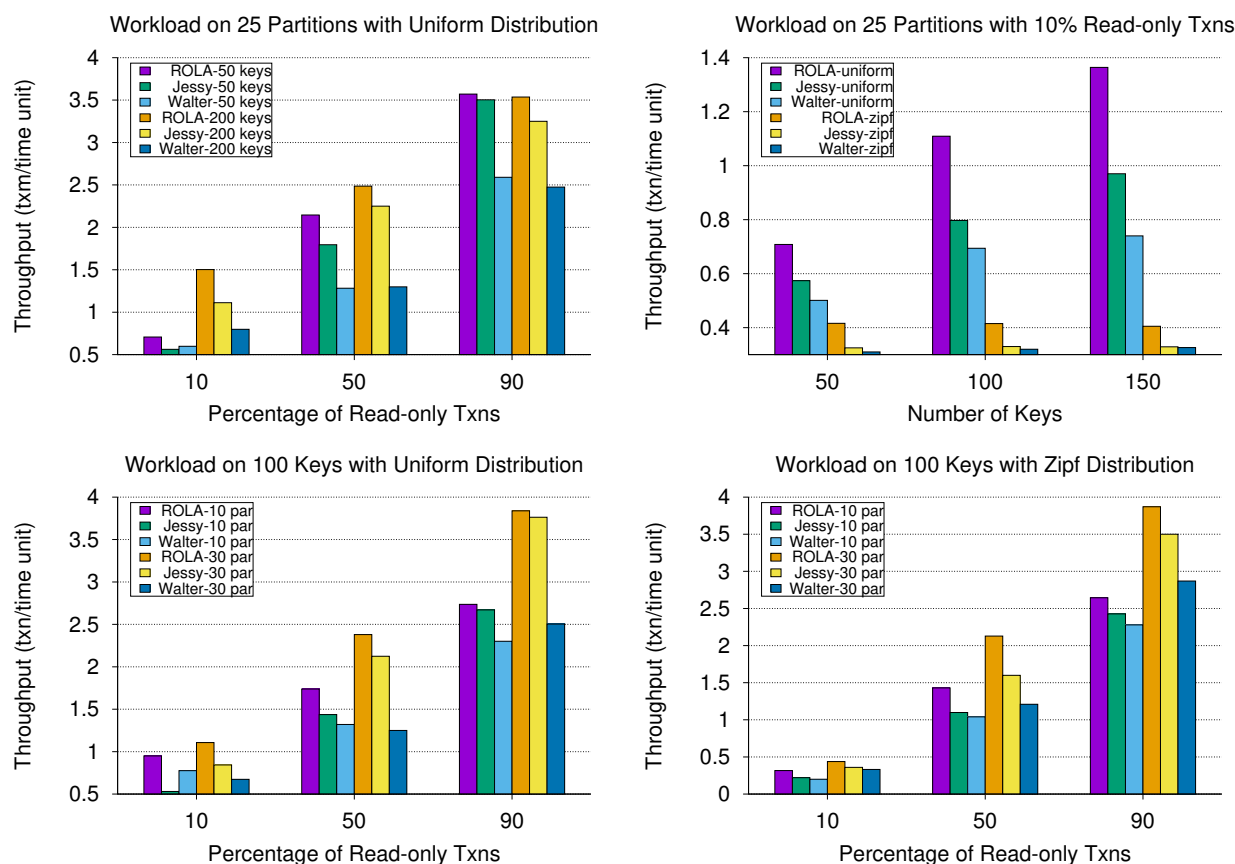 Workload on 25 Partitions with Uniform Distribution
Throughput (txn/time unit)
4
3.5
3
2.5
2
1.5
1
0.5
ROLA-50 keys
Jessy-50 keys
Walter-50 keys
ROLA-200 keys
Jessy-200 keys
Walter-200 keys
10 50 90
Percentage of Read-only Txns
Workload on 25 Partitions with 10% Read-only Txns
Throughput (txn/time unit)
1.4
1.2
1
0.8
0.6
0.4
ROLA-uniform
Jessy-uniform
Walter-uniform
ROLA-zipf
Jessy-zipf
Walter-zipf
50 100 150
Number of Keys
Workload on 100 Keys with Uniform Distribution
Throughput (txn/time unit)
4
3.5
3
2.5
2
1.5
1
0.5
ROLA-10 par
Jessy-10 par
Walter-10 par
ROLA-30 par
Jessy-30 par
Walter-30 par
10 50 90
Percentage of Read-only Txns
Workload on 100 Keys with Zipf Distribution
Throughput (txn/time unit)
4
3.5
3
2.5
2
1.5
1
0.5
0
ROLA-10 par
Jessy-10 par
Walter-10 par
ROLA-30 par
Jessy-30 par
Walter-30 par
10 50 90
Percentage of Read-only Txns